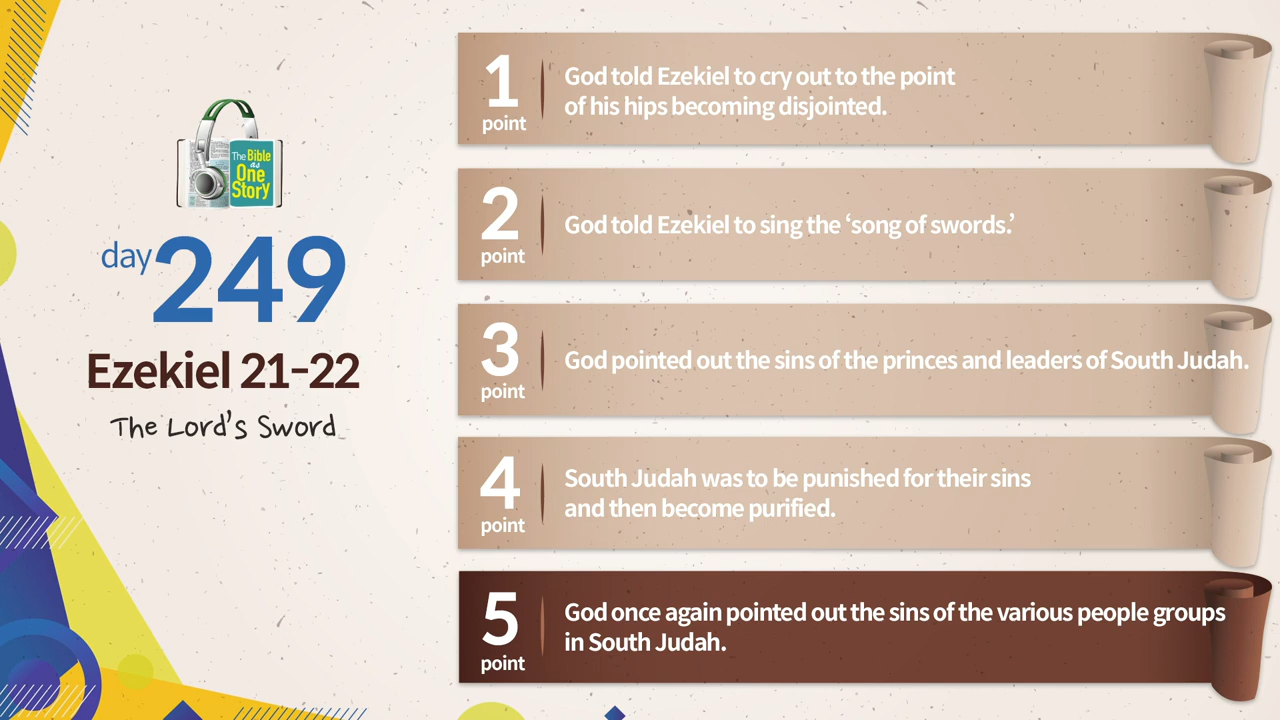 The Bible
as
One
Story
day 249
Ezekiel 21-22
The Lord's Sword
1
point
God told Ezekiel to cry out to the point
of his hips becoming disjointed.
2
point
God told Ezekiel to sing the ‘song of swords.’
3
point
God pointed out the sins of the princes and leaders of South Judah.
4
point
South Judah was to be punished for their sins
and then become purified.
5
point
God once again pointed out the sins of the various people groups
in South Judah.